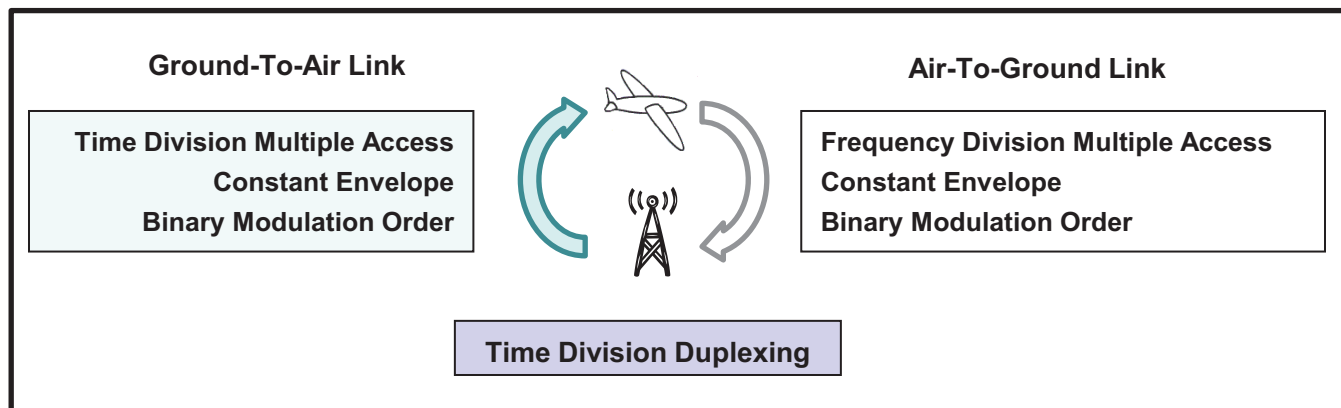 Ground-To-Air Link
Time Division Multiple Access
Constant Envelope
Binary Modulation Order
Air-To-Ground Link
Frequency Division Multiple Access
Constant Envelope
Binary Modulation Order
Time Division Duplexing